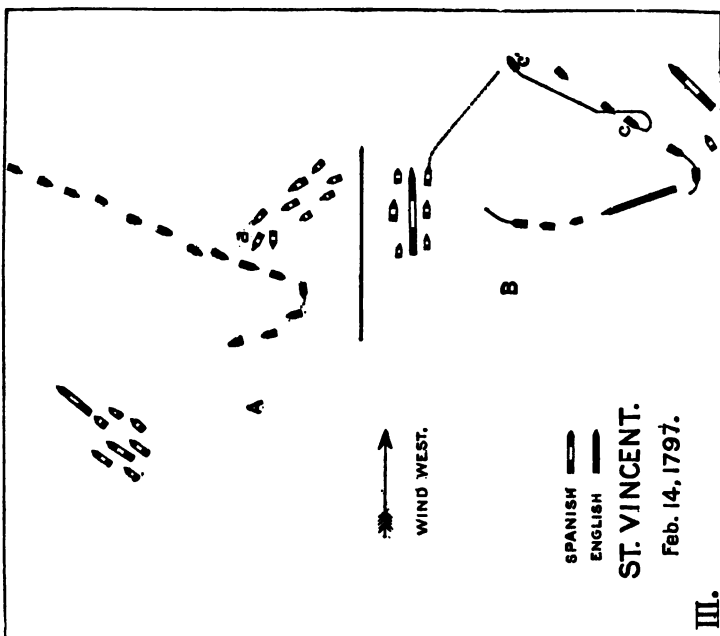 A
B
C'
C
WIND WEST.
SPANISH
ENGLISH
ST. VINCENT.
Feb. 14, 1797.
III.